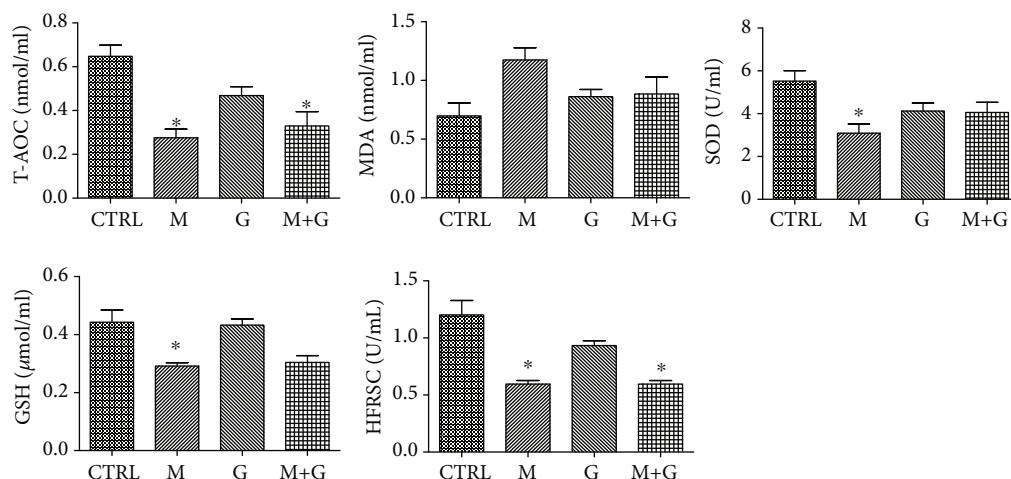 T-AOC (nmol/ml)
0.8
0.6
0.4
0.2
0.0
*
*
CTRL M G M+G
MDA (nmol/ml)
1.5
1.0
0.5
0.0
CTRL M G M+G
SOD (U/ml)
8
6
4
2
0
*
CTRL M G M+G
GSH (μmol/ml)
0.6
0.4
0.2
0.0
*
CTRL M G M+G
HFRSC (U/mL)
1.5
1.0
0.5
0.0
* *
CTRL M G M+G